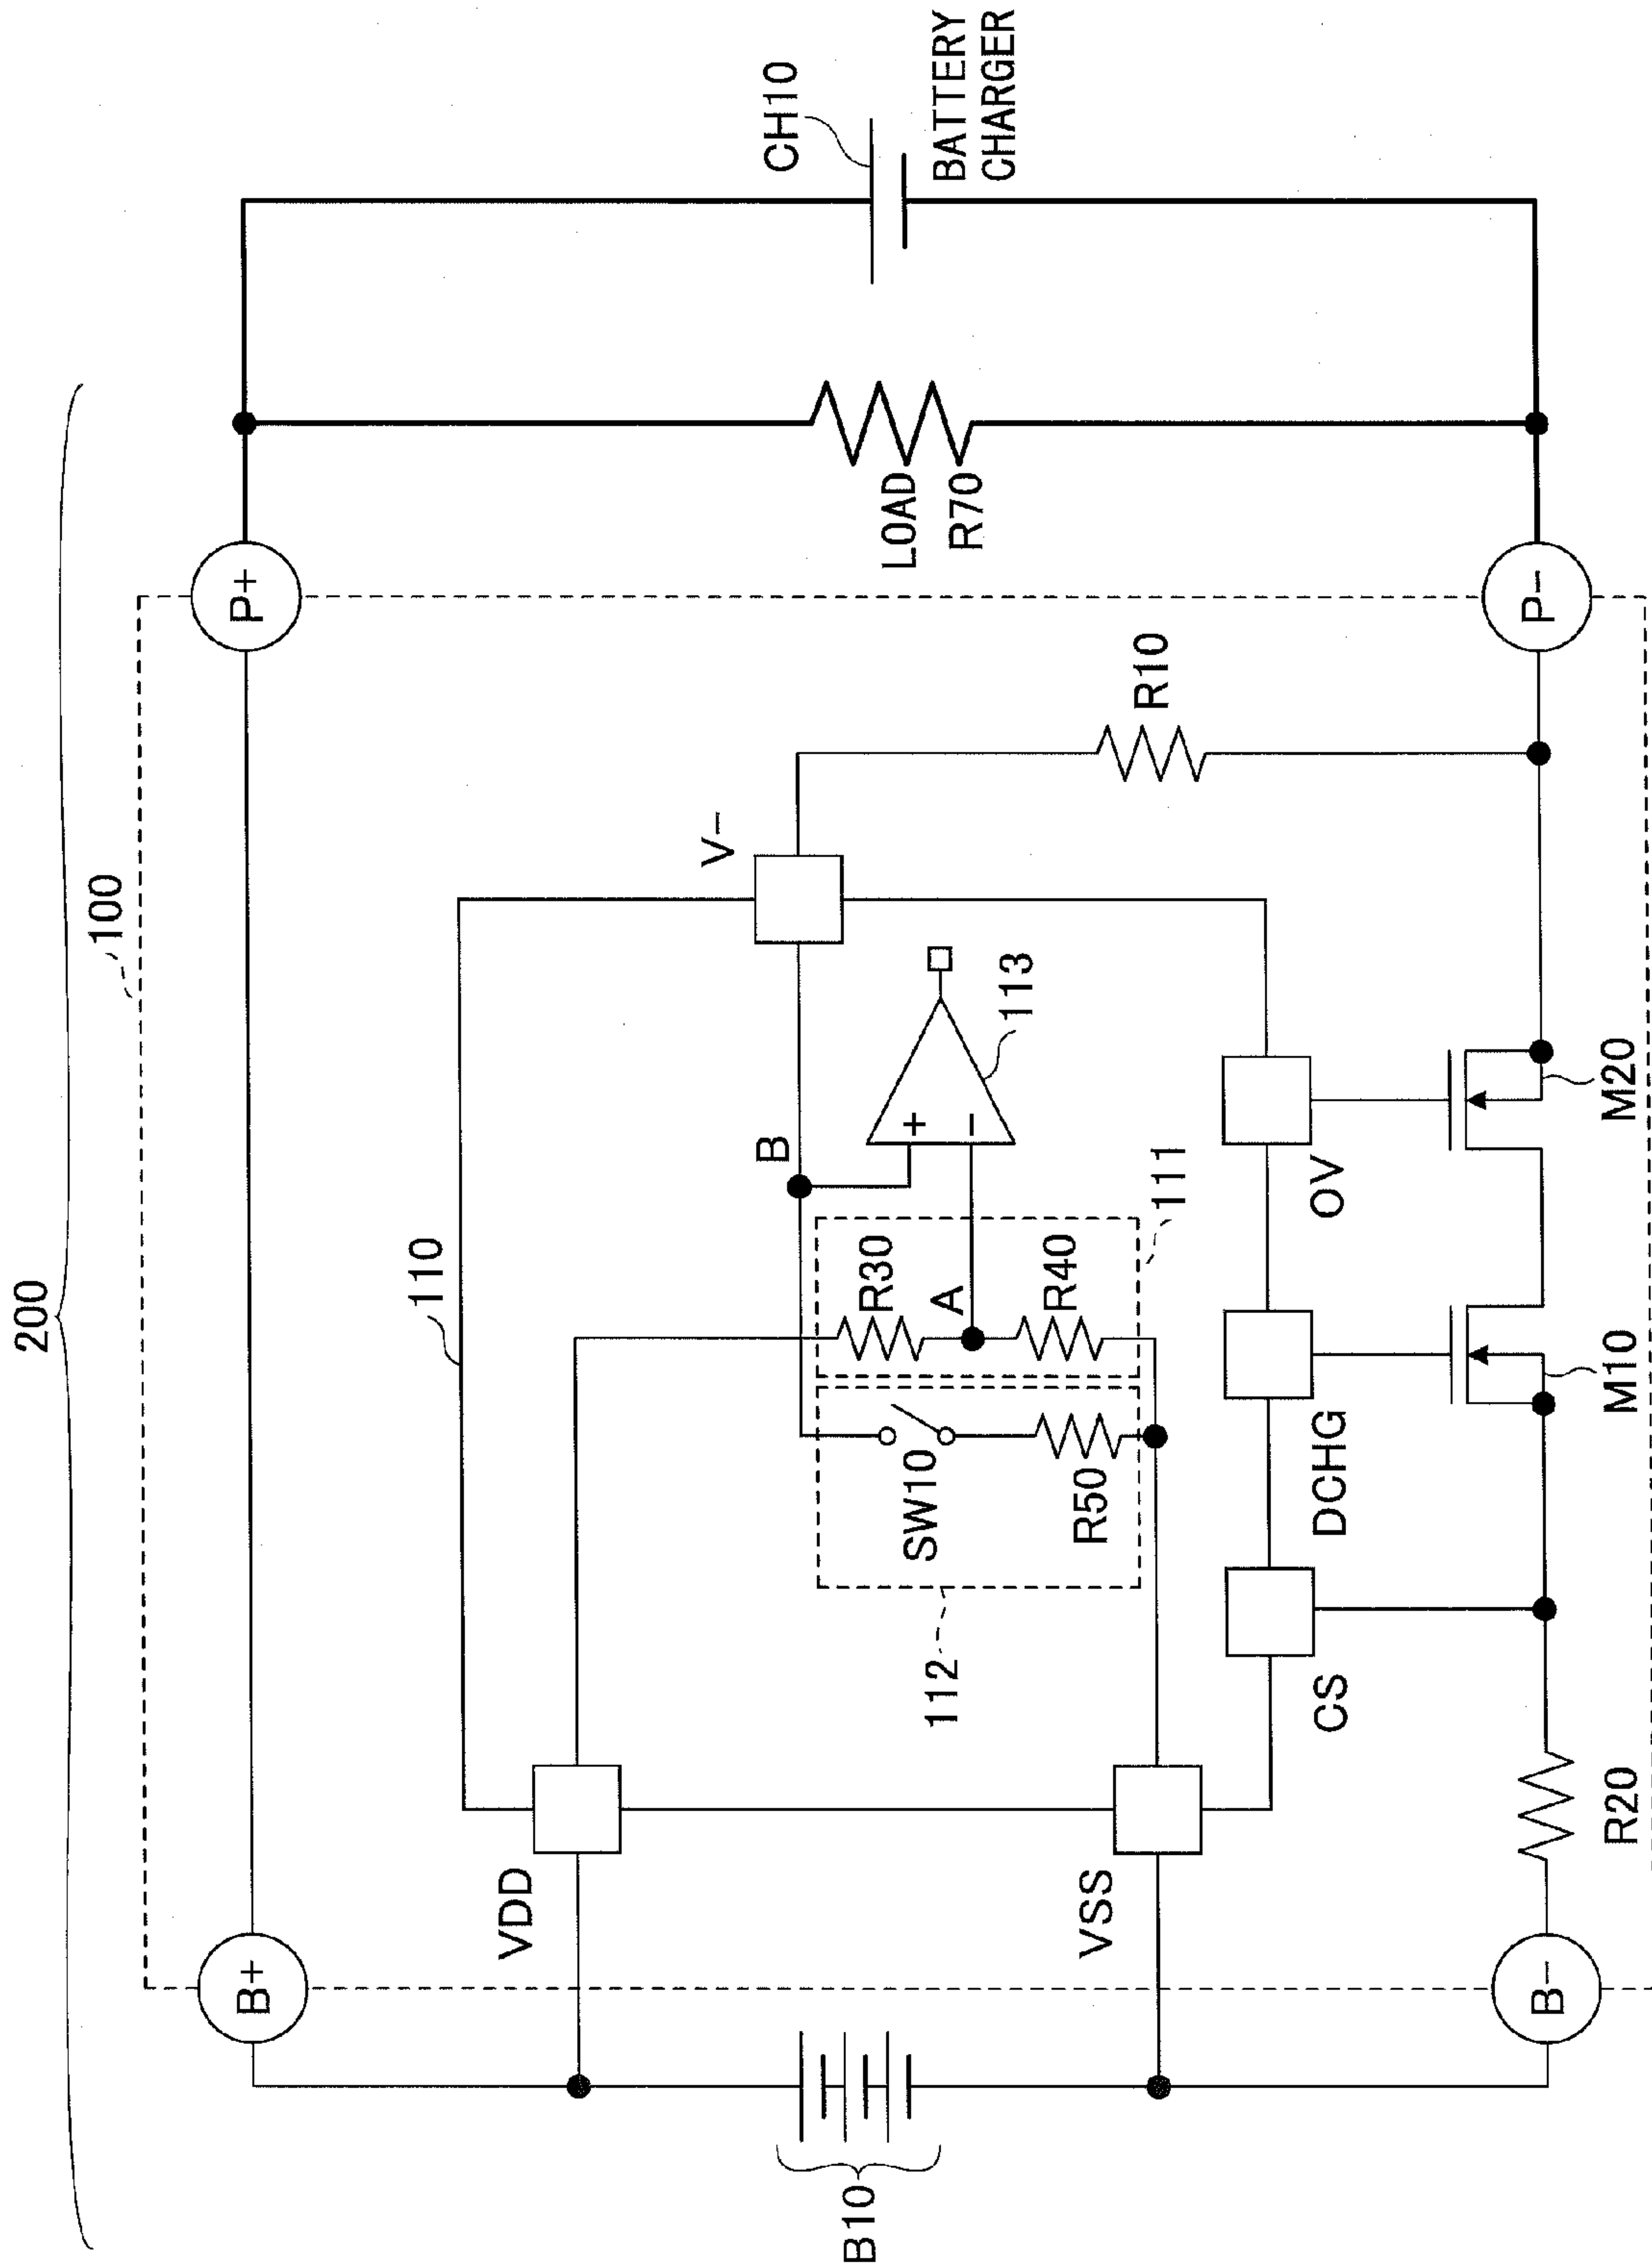 200
100
B+
P+
110
VDD
V−
B
113
R30
A
R40
111
SW10
R50
112
VSS
CS
DCHG
OV
R10
LOAD
R70
CH10
BATTERY
CHARGER
B10
B−
R20
M10
M20
P−
+
−